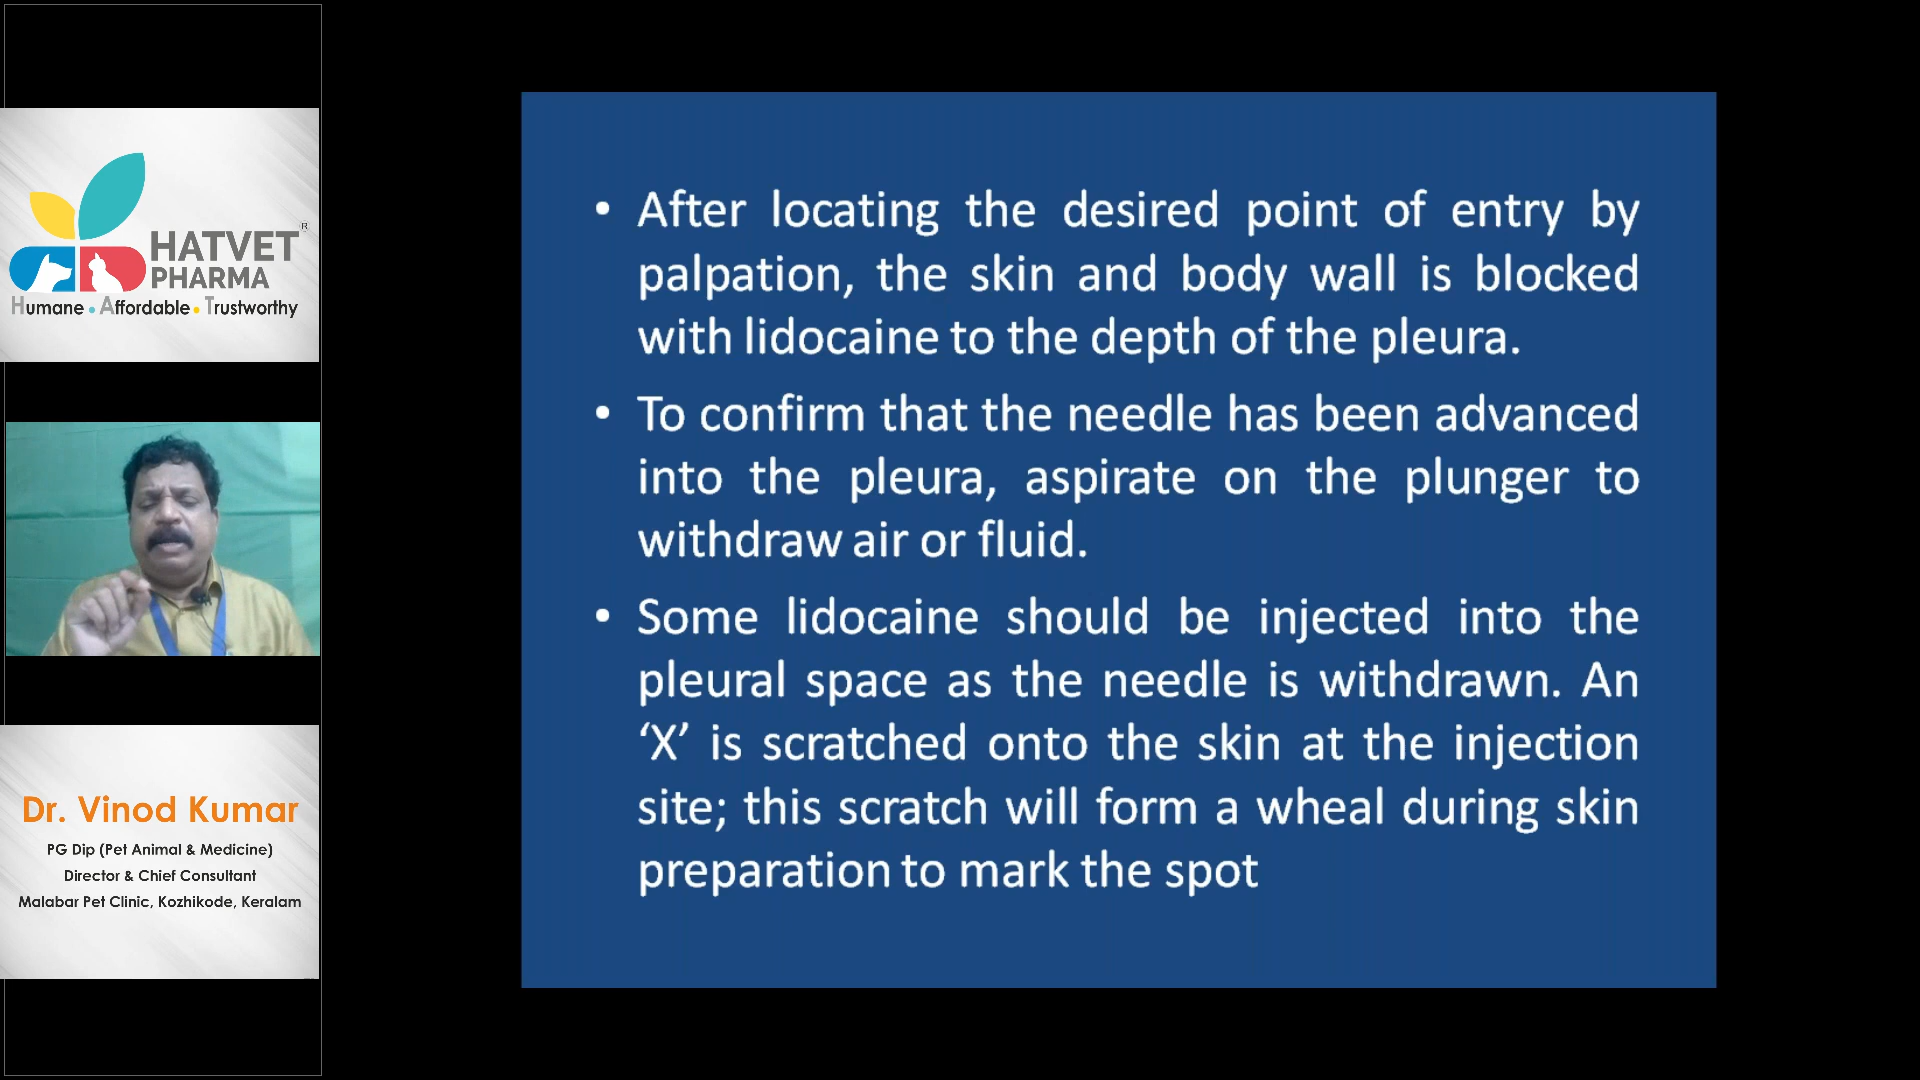 HATVET ®
PHARMA
Humane • Affordable • Trustworthy
Dr. Vinod Kumar
PG Dip (Pet Animal & Medicine)
Director & Chief Consultant
Malabar Pet Clinic, Kozhikode, Keralam
• After locating the desired point of entry by
palpation, the skin and body wall is blocked
with lidocaine to the depth of the pleura.
• To confirm that the needle has been advanced
into the pleura, aspirate on the plunger to
withdraw air or fluid.
• Some lidocaine should be injected into the
pleural space as the needle is withdrawn. An
‘X’ is scratched onto the skin at the injection
site; this scratch will form a wheal during skin
preparation to mark the spot